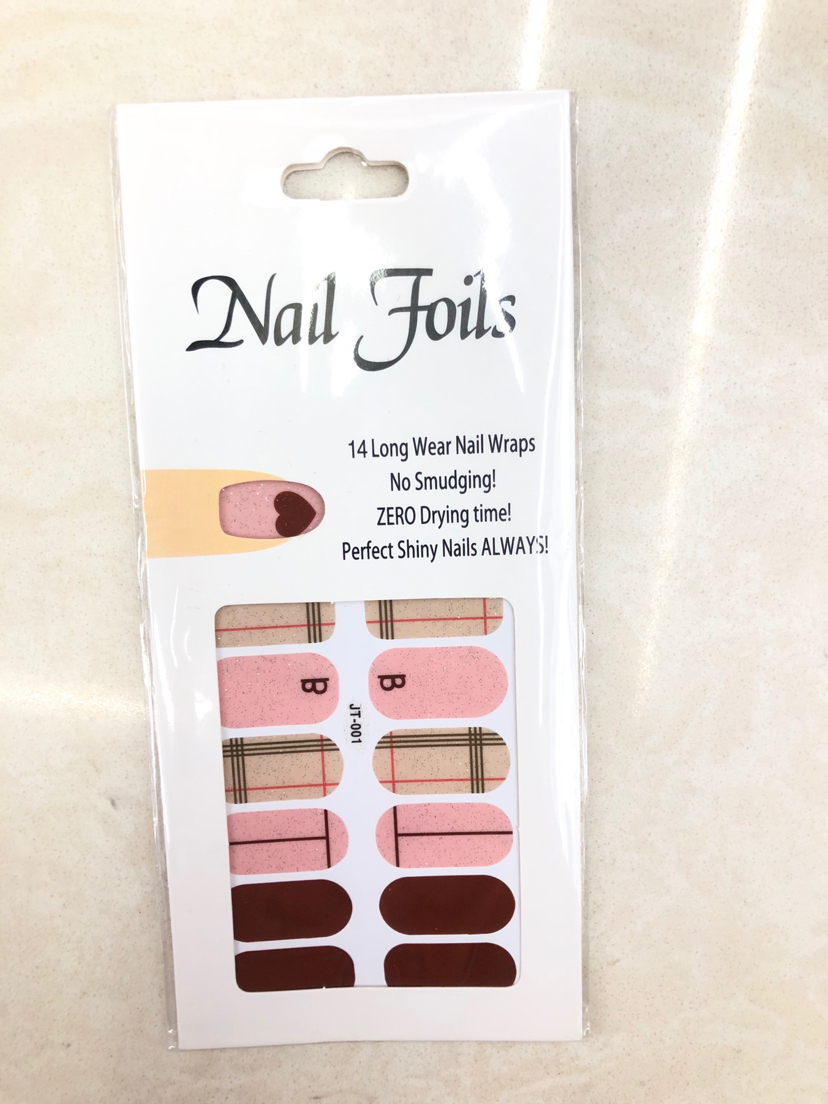 Nail Foils
14 Long Wear Nail Wraps
No Smudging!
ZERO Drying time!
Perfect Shiny Nails ALWAYS!
B B
JT-001